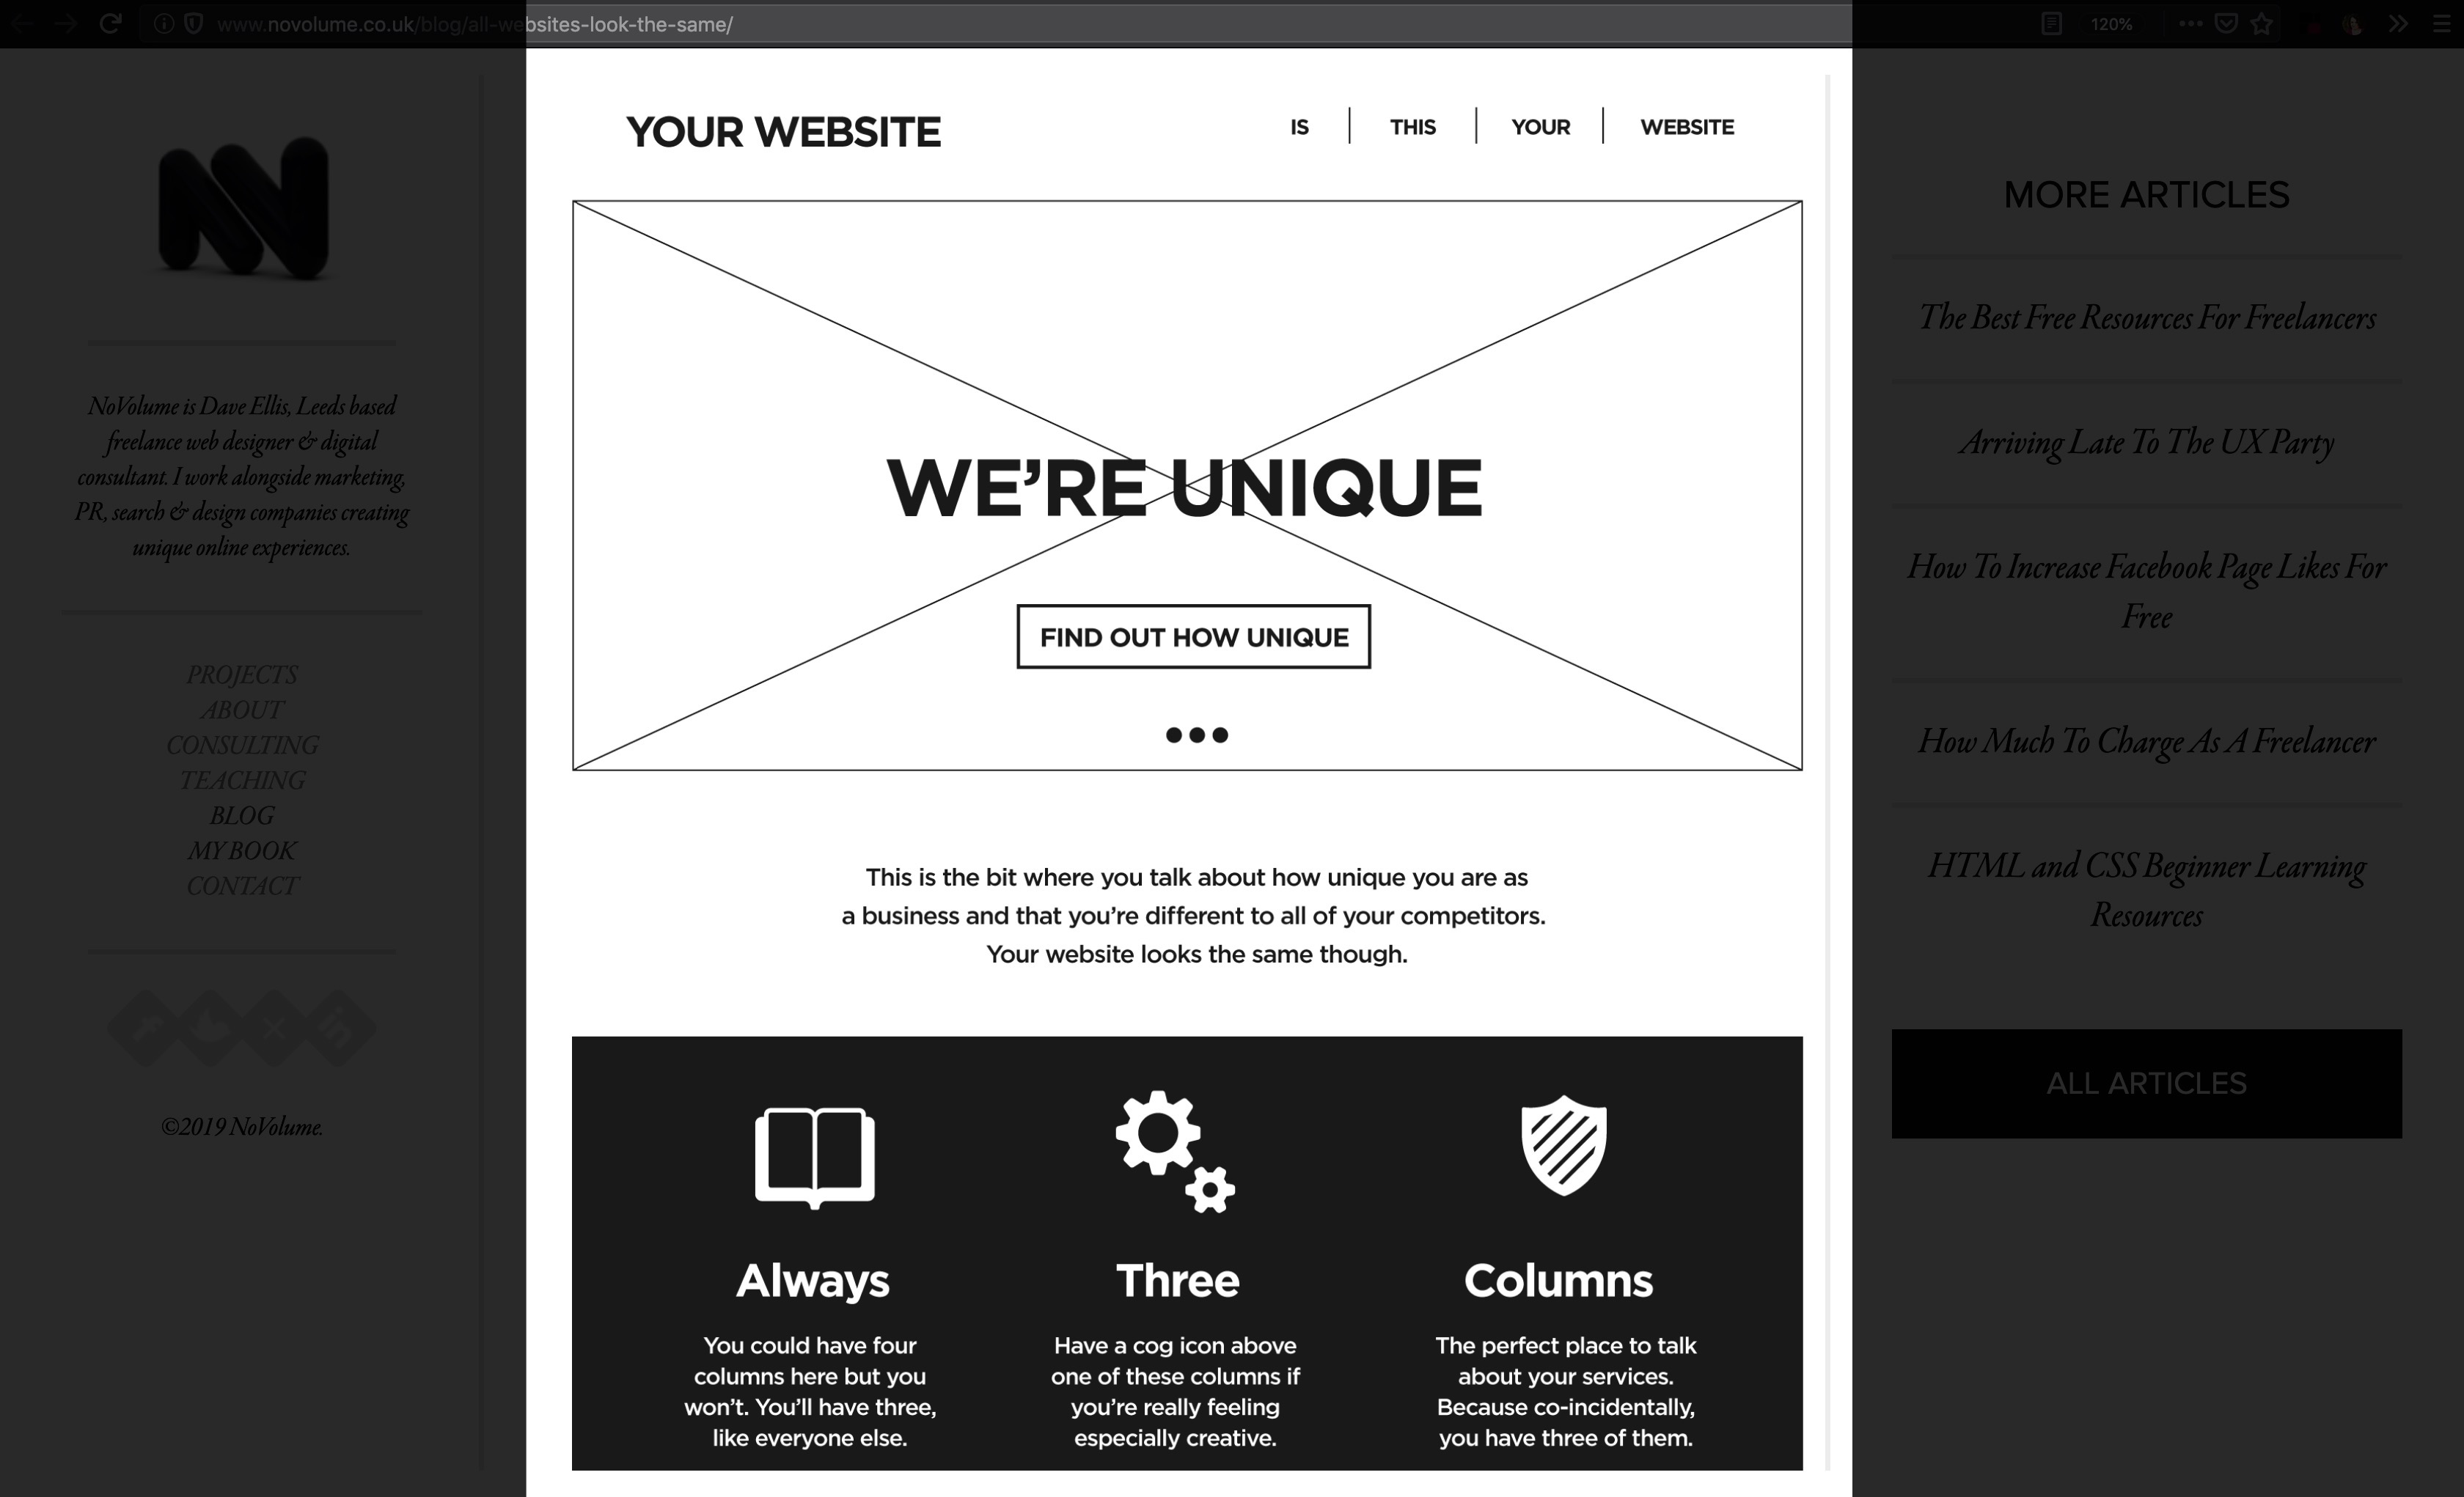 www.novolume.co.uk/blog/all-websites-look-the-same/
120%
NoVolume is Dave Ellis, Leeds based
freelance web designer & digital
consultant. I work alongside marketing,
PR, search & design companies creating
unique online experiences.
PROJECTS
ABOUT
CONSULTING
TEACHING
BLOG
MY BOOK
CONTACT
©2019 NoVolume.
YOUR WEBSITE
IS
THIS
YOUR
WEBSITE
WE’RE UNIQUE
FIND OUT HOW UNIQUE
This is the bit where you talk about how unique you are as
a business and that you’re different to all of your competitors.
Your website looks the same though.
Always
You could have four
columns here but you
won’t. You’ll have three,
like everyone else.
Three
Have a cog icon above
one of these columns if
you’re really feeling
especially creative.
Columns
The perfect place to talk
about your services.
Because co-incidentally,
you have three of them.
MORE ARTICLES
The Best Free Resources For Freelancers
Arriving Late To The UX Party
How To Increase Facebook Page Likes For
Free
How Much To Charge As A Freelancer
HTML and CSS Beginner Learning
Resources
ALL ARTICLES